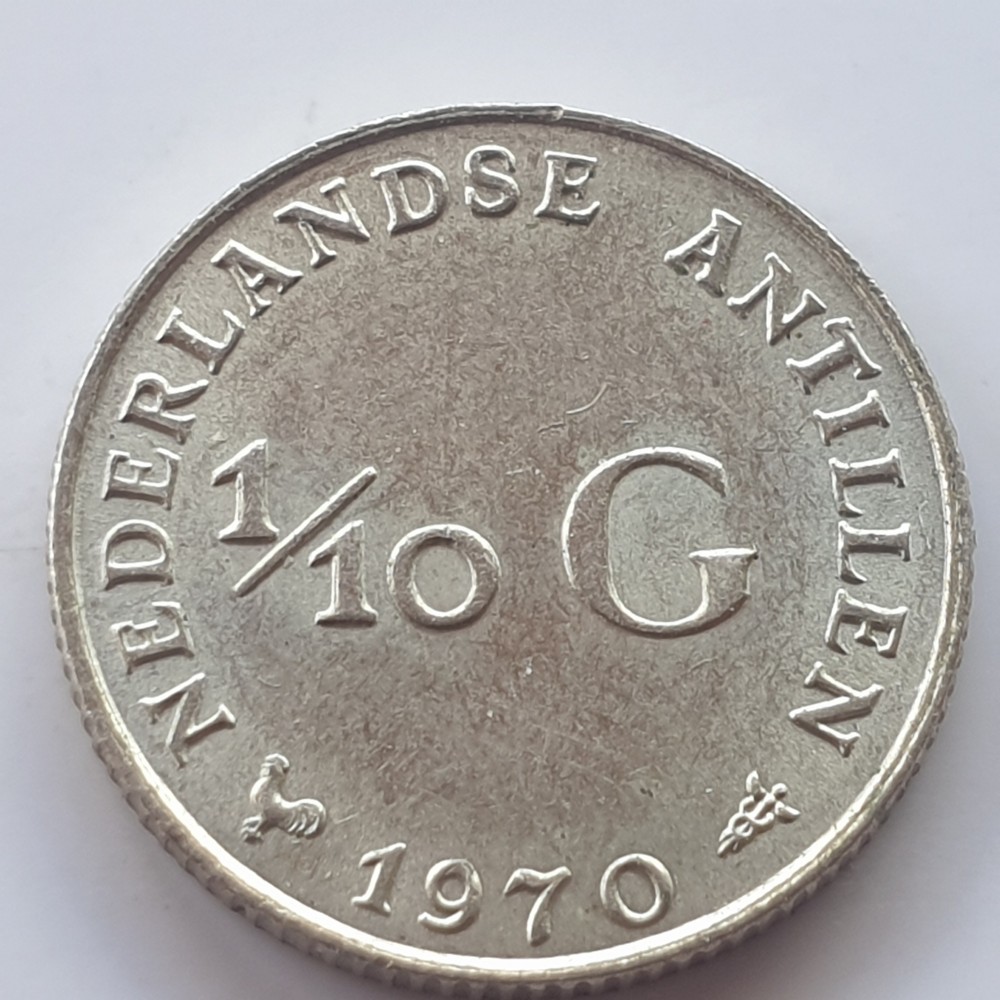 NEDERLANDSE ANTILLEN
1/10 G
1970